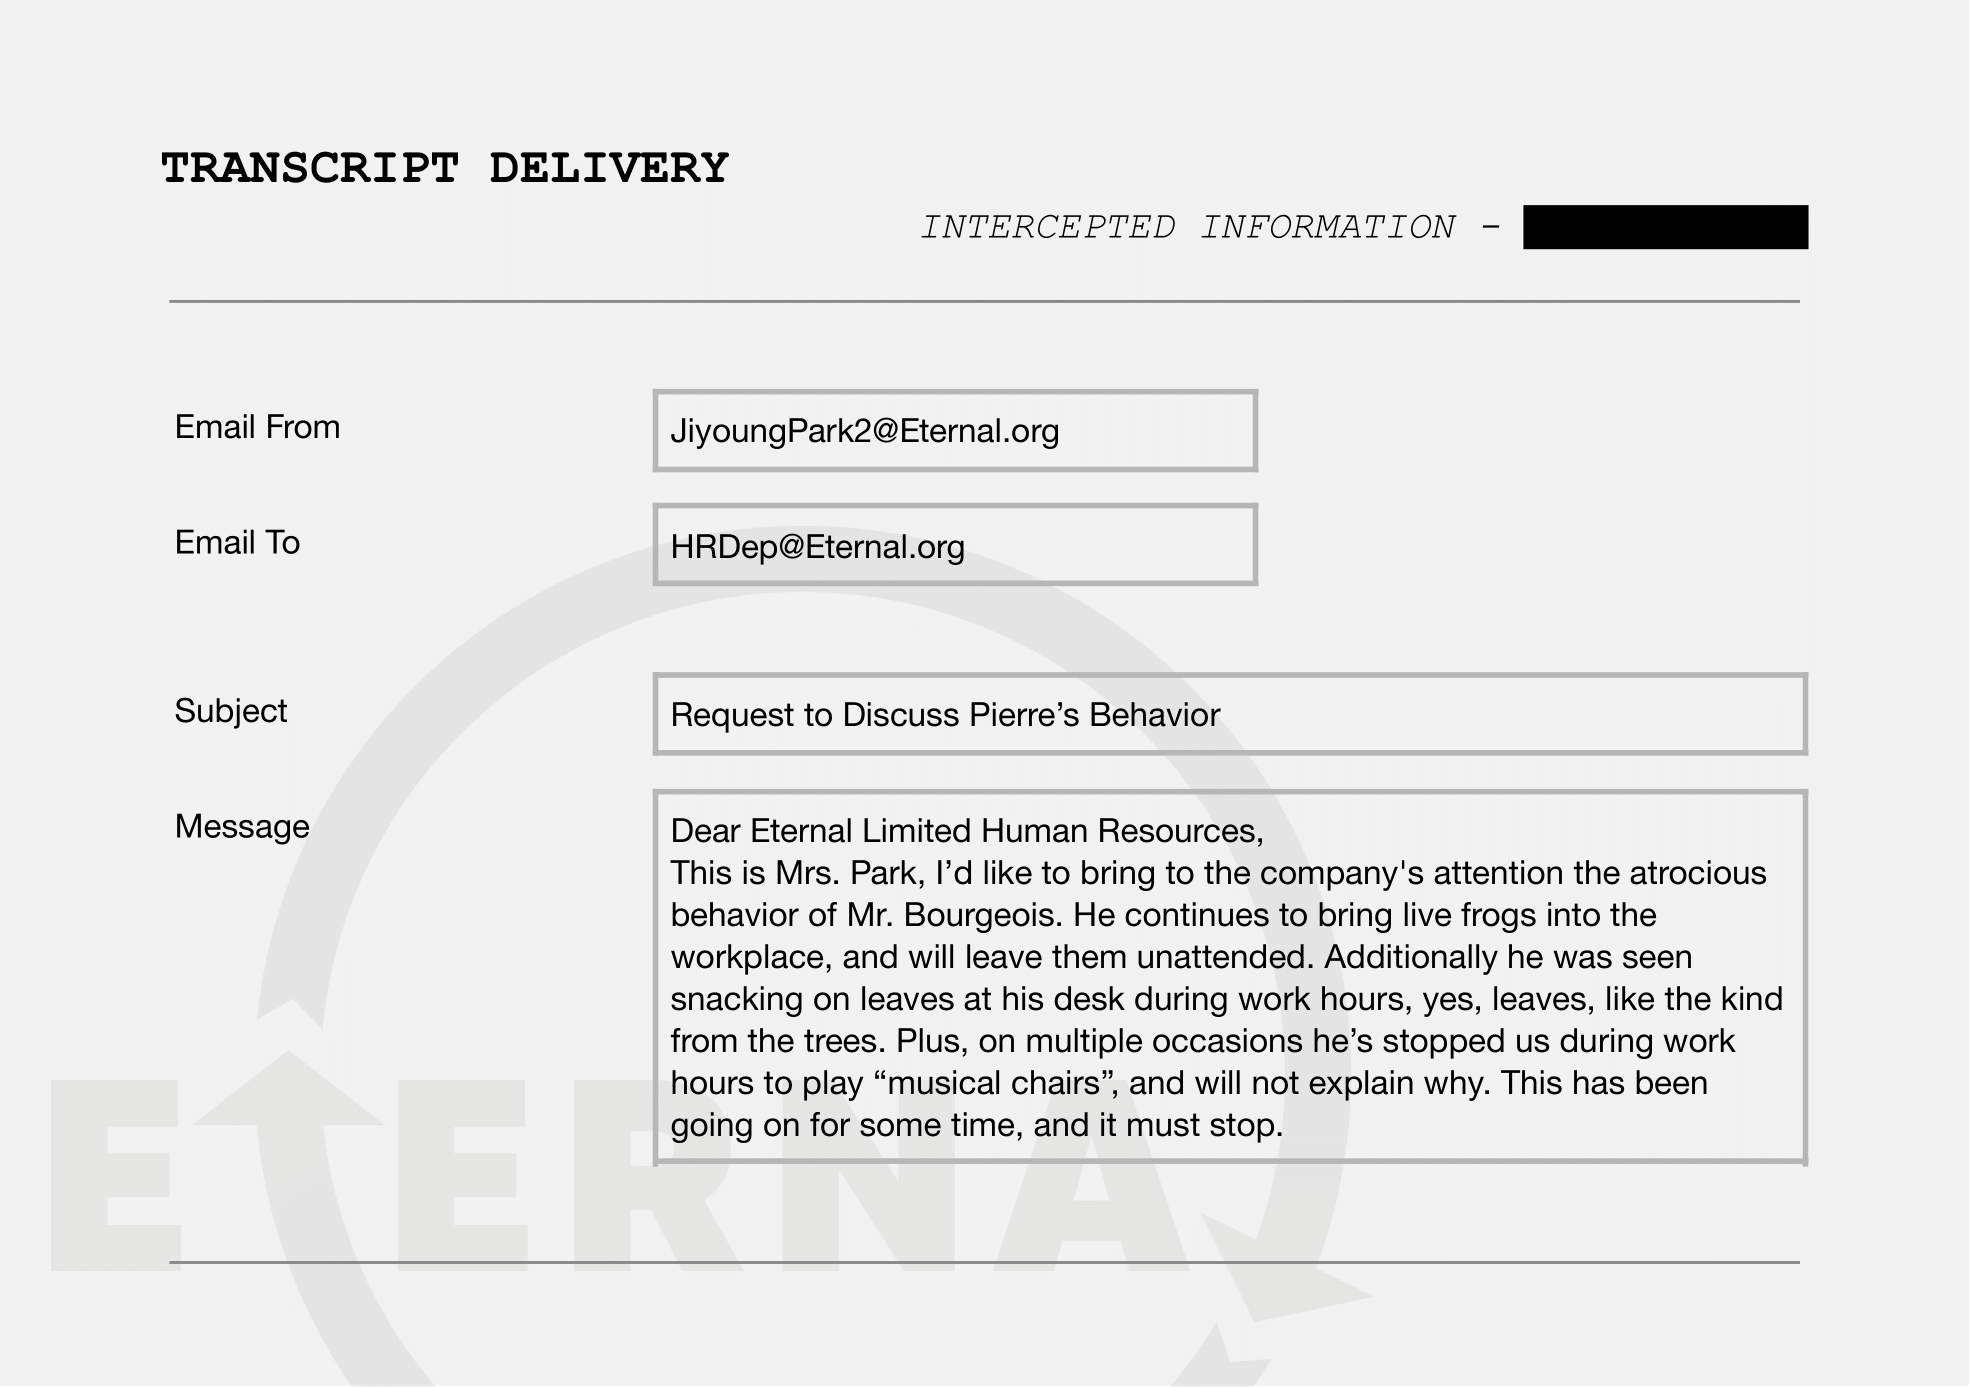 TRANSCRIPT DELIVERY
INTERCEPTED INFORMATION -
Email From
JiyoungPark2@Eternal.org
Email To
HRDep@Eternal.org
Subject
Request to Discuss Pierre’s Behavior
Message
Dear Eternal Limited Human Resources,
This is Mrs. Park, I’d like to bring to the company's attention the atrocious
behavior of Mr. Bourgeois. He continues to bring live frogs into the
workplace, and will leave them unattended. Additionally he was seen
snacking on leaves at his desk during work hours, yes, leaves, like the kind
from the trees. Plus, on multiple occasions he’s stopped us during work
hours to play “musical chairs”, and will not explain why. This has been
going on for some time, and it must stop.
E ERNA